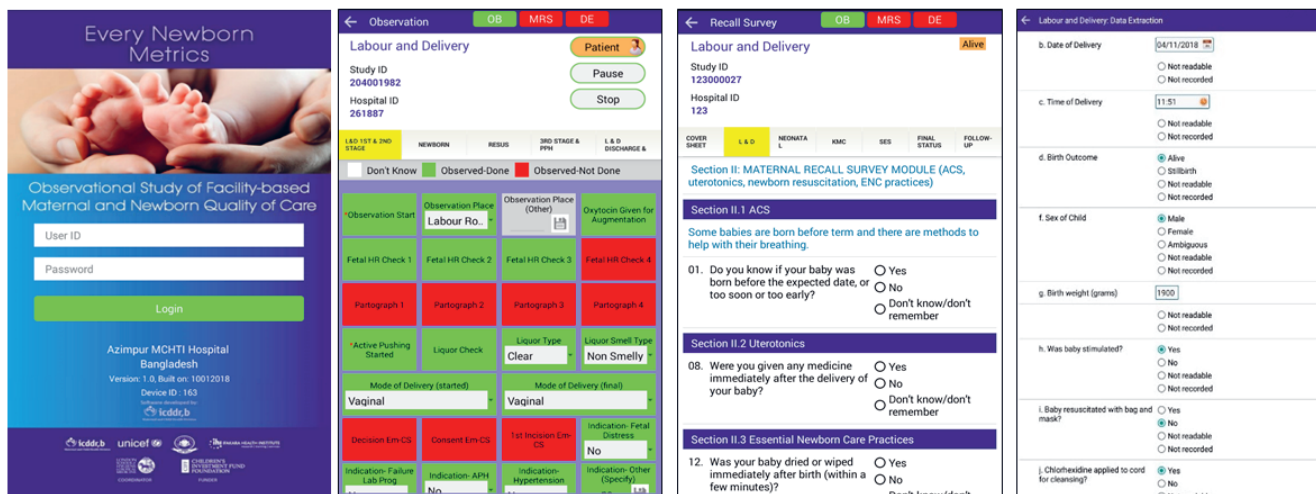 Every Newborn
Metrics
Observational Study of Facility-based
Maternal and Newborn Quality of Care
User ID
Password
Login
Azimpur MCHTI Hospital
Bangladesh
Version: 1.0, Built on: 10012018
Device ID : 163
Software developed by:
icddr,b
icddr,b
unicef
CHILDREN'S
INVESTMENT FUND
FOUNDATION
COORDINATOR
FUNDER
Observation
OB
MRS
DE
Labour and Delivery
Patient
Study ID
204001982
Pause
Hospital ID
261887
Stop
L&D 1ST & 2ND
STAGE
NEWBORN
RESUS
3RD STAGE &
PPH
L & D
DISCHARGE &
Don't Know
Observed-Done
Observed-Not Done
*Observation Start
Observation Place
Labour Ro..
Observation Place
(Other)
Oxytocin Given for
Augmentation
Fetal HR Check 1
Fetal HR Check 2
Fetal HR Check 3
Fetal HR Check 4
Partograph 1
Partograph 2
Partograph 3
Partograph 4
*Active Pushing
Started
Liquor Check
Liquor Type
Clear
Liquor Smell Type
Non Smelly
Mode of Delivery (started)
Vaginal
Mode of Delivery (final)
Vaginal
Decision Em-CS
Consent Em-CS
1st Incision Em-
CS
Indication- Fetal
Distress
No
Indication- Failure
Lab Prog
Indication- APH
No
Indication-
Hypertension
Indication- Other
(Specify)
Recall Survey
OB
MRS
DE
Labour and Delivery
Alive
Study ID
123000027
Hospital ID
123
COVER
SHEET
L & D
NEONATA
L
KMC
SES
FINAL
STATUS
FOLLOW-
UP
Section II: MATERNAL RECALL SURVEY MODULE (ACS,
uterotonics, newborn resuscitation, ENC practices)
Section II.1 ACS
Some babies are born before term and there are methods to
help with their breathing.
01. Do you know if your baby was
born before the expected date, or
too soon or too early?
Yes
No
Don't know/don't
remember
Section II.2 Uterotonics
08. Were you given any medicine
immediately after the delivery of
your baby?
Yes
No
Don't know/don't
remember
Section II.3 Essential Newborn Care Practices
12. Was your baby dried or wiped
immediately after birth (within a
few minutes)?
Yes
No
Don't know/don't
Labour and Delivery: Data Extraction
b. Date of Delivery
04/11/2018
Not readable
Not recorded
c. Time of Delivery
11:51
Not readable
Not recorded
d. Birth Outcome
Alive
Stillbirth
Not readable
Not recorded
f. Sex of Child
Male
Female
Ambiguous
Not readable
Not recorded
g. Birth weight (grams)
1900
Not readable
Not recorded
h. Was baby stimulated?
Yes
No
Not readable
Not recorded
i. Baby resuscitated with bag and
mask?
Yes
No
Not readable
Not recorded
j. Chlorhexidine applied to cord
for cleansing?
Yes
No